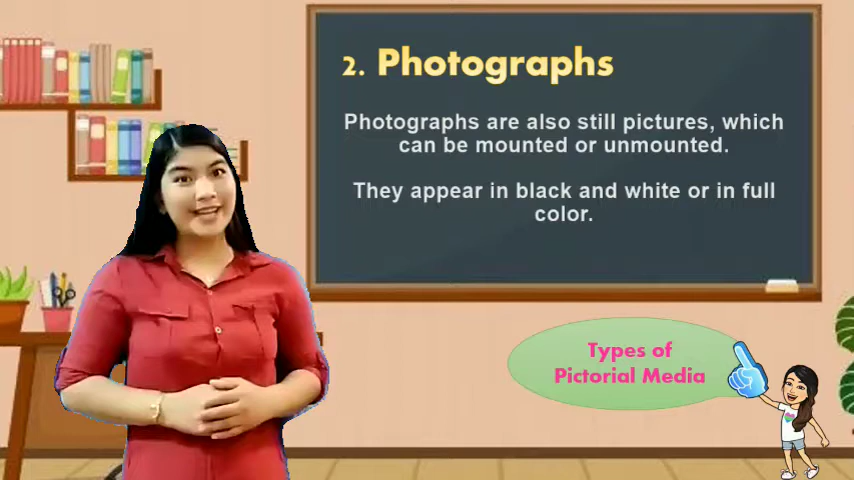 2. Photographs
Photographs are also still pictures, which
can be mounted or unmounted.
They appear in black and white or in full
color.
Types of
Pictorial Media